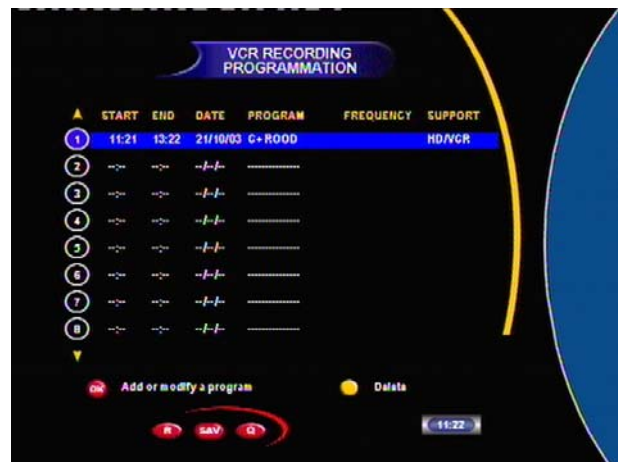 VCR RECORDING
PROGRAMMATION
START END DATE PROGRAM FREQUENCY SUPPORT
1 11:21 13:22 21/10/03 C+ ROOD HD/VCR
2 --:-- --:-- --/--/-- -------------
3 --:-- --:-- --/--/-- -------------
4 --:-- --:-- --/--/-- -------------
5 --:-- --:-- --/--/-- -------------
6 --:-- --:-- --/--/-- -------------
7 --:-- --:-- --/--/-- -------------
8 --:-- --:-- --/--/-- -------------
OK Add or modify a program Delete
R SAV Q 11:22